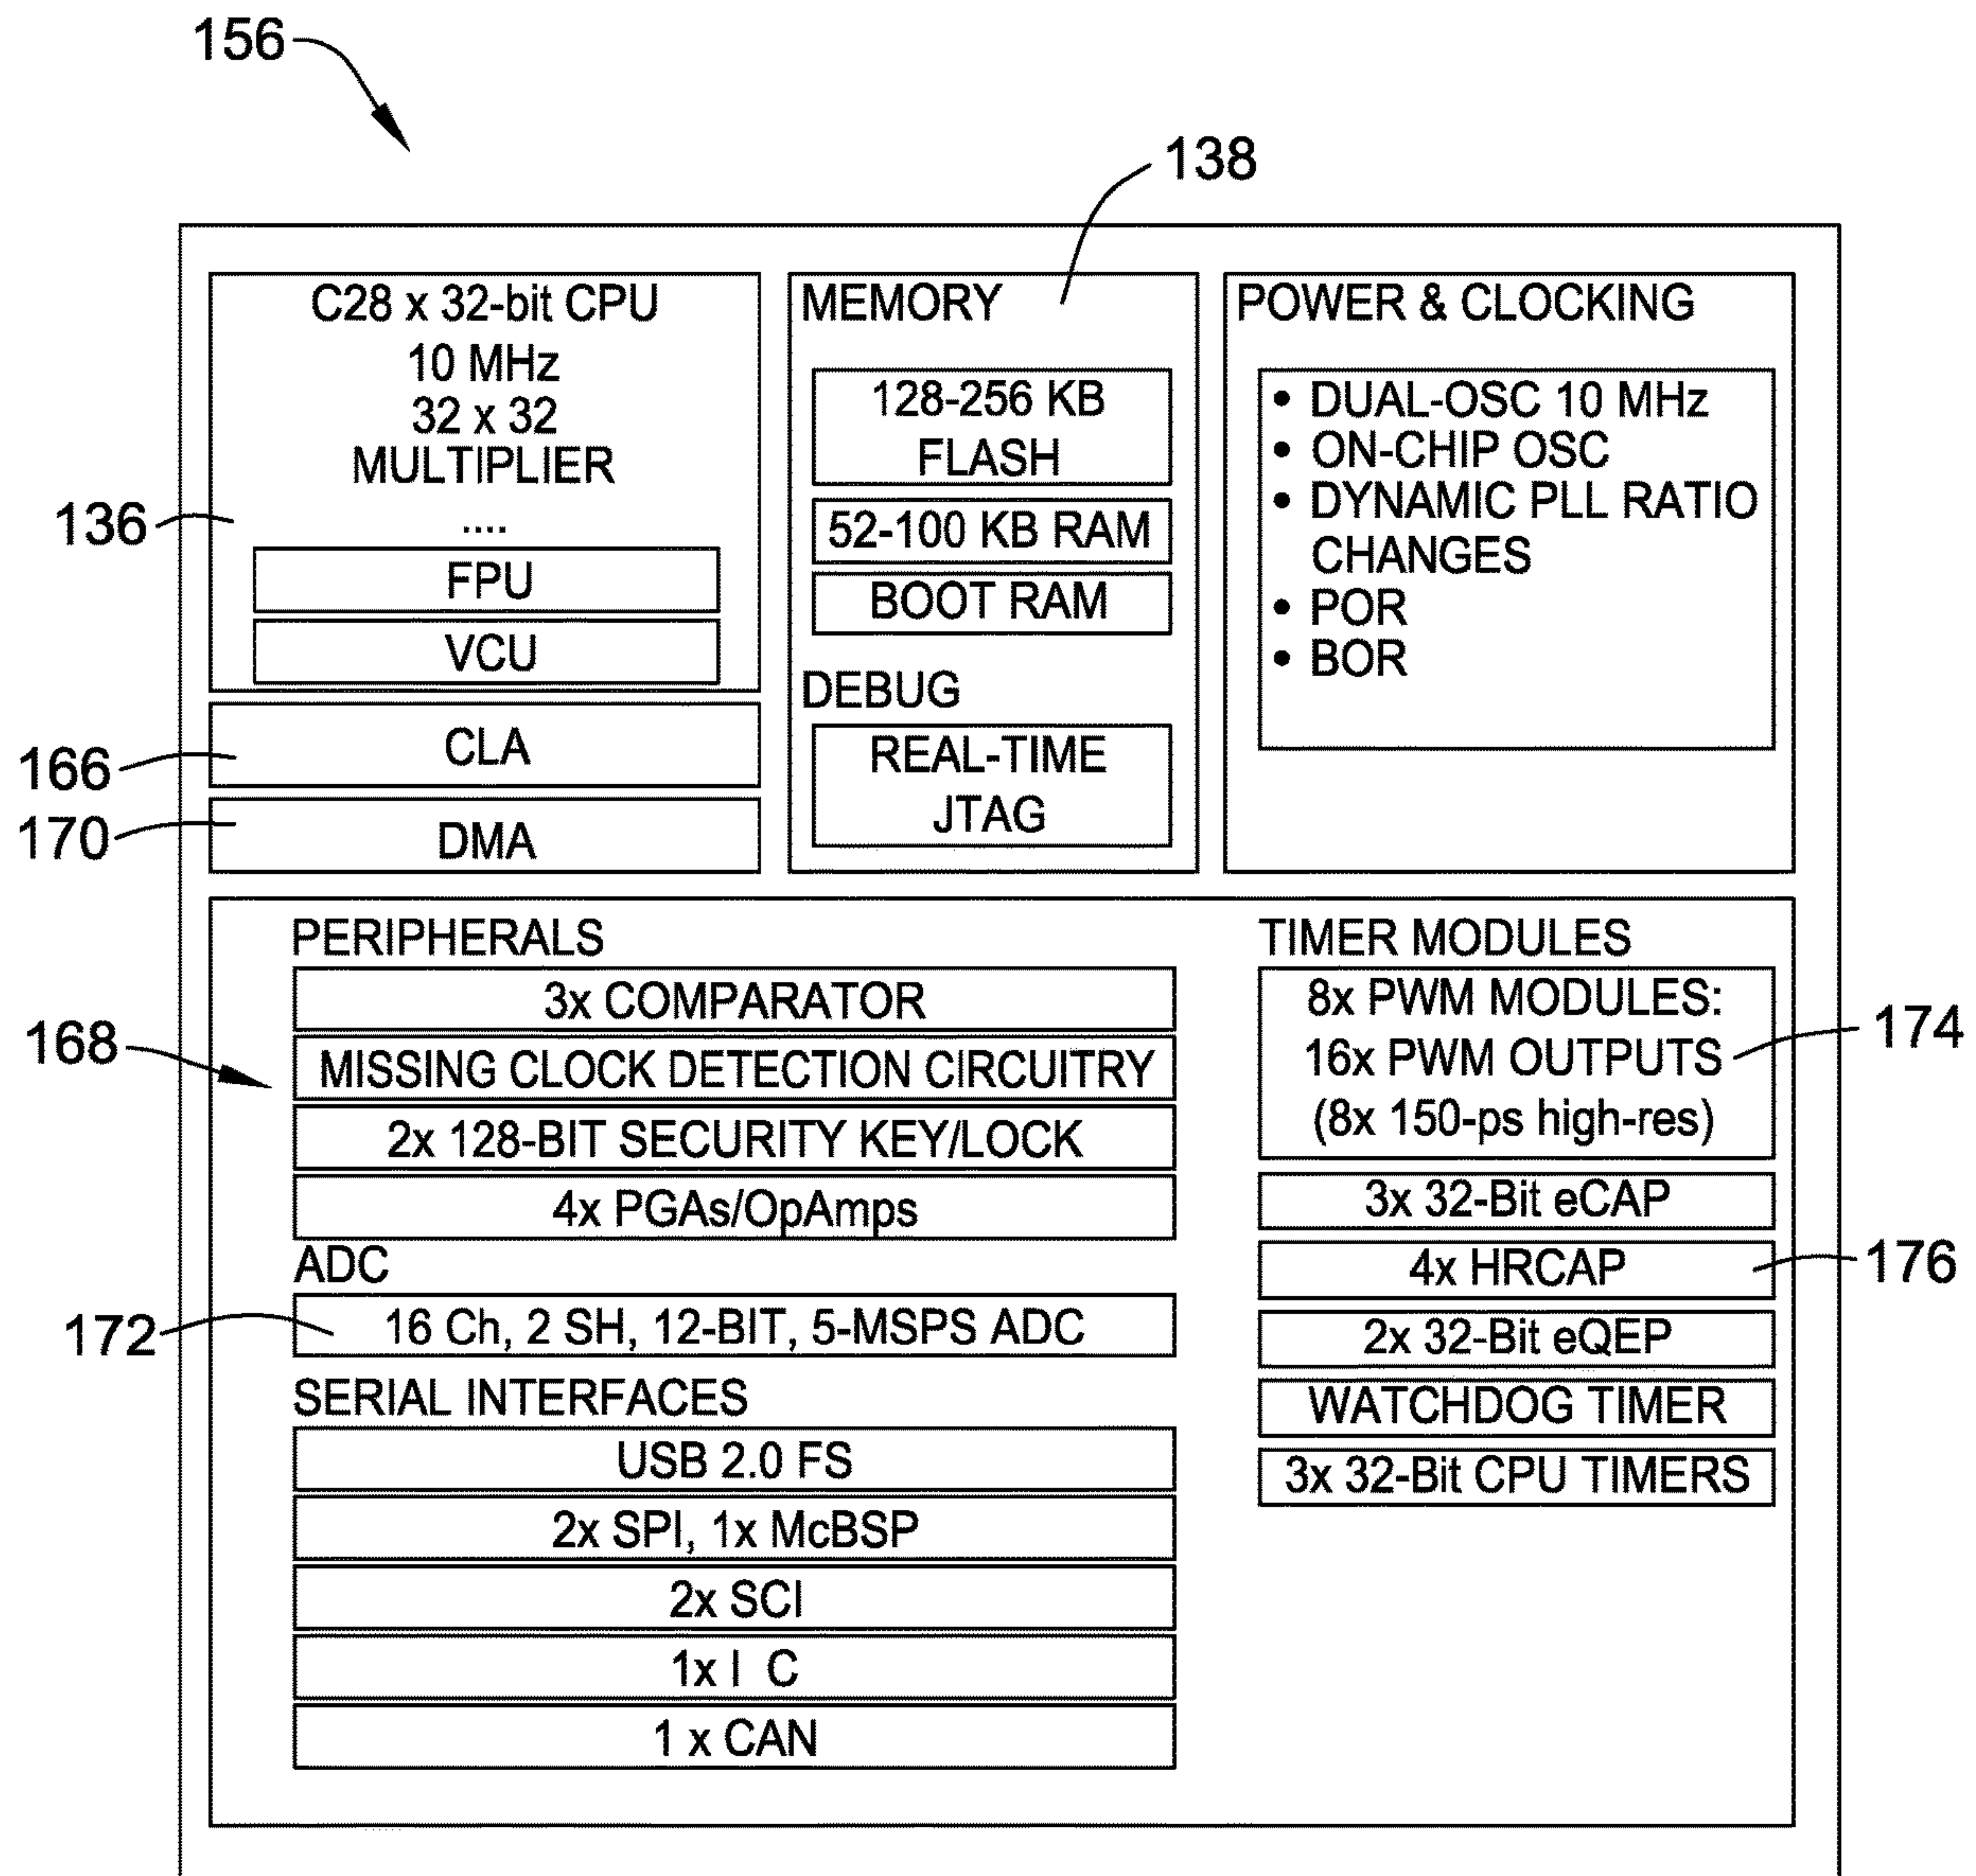 156
138
C28 x 32-bit CPU
10 MHz
32 x 32
MULTIPLIER
....
136
FPU
VCU
CLA
166
DMA
170
MEMORY
128-256 KB
FLASH
52-100 KB RAM
BOOT RAM
DEBUG
REAL-TIME
JTAG
POWER & CLOCKING
• DUAL-OSC 10 MHz
• ON-CHIP OSC
• DYNAMIC PLL RATIO
CHANGES
• POR
• BOR
PERIPHERALS
3x COMPARATOR
168
MISSING CLOCK DETECTION CIRCUITRY
2x 128-BIT SECURITY KEY/LOCK
4x PGAs/OpAmps
ADC
172
16 Ch, 2 SH, 12-BIT, 5-MSPS ADC
SERIAL INTERFACES
USB 2.0 FS
2x SPI, 1x McBSP
2x SCI
1x I C
1 x CAN
TIMER MODULES
8x PWM MODULES:
16x PWM OUTPUTS
(8x 150-ps high-res)
174
3x 32-Bit eCAP
4x HRCAP
176
2x 32-Bit eQEP
WATCHDOG TIMER
3x 32-Bit CPU TIMERS